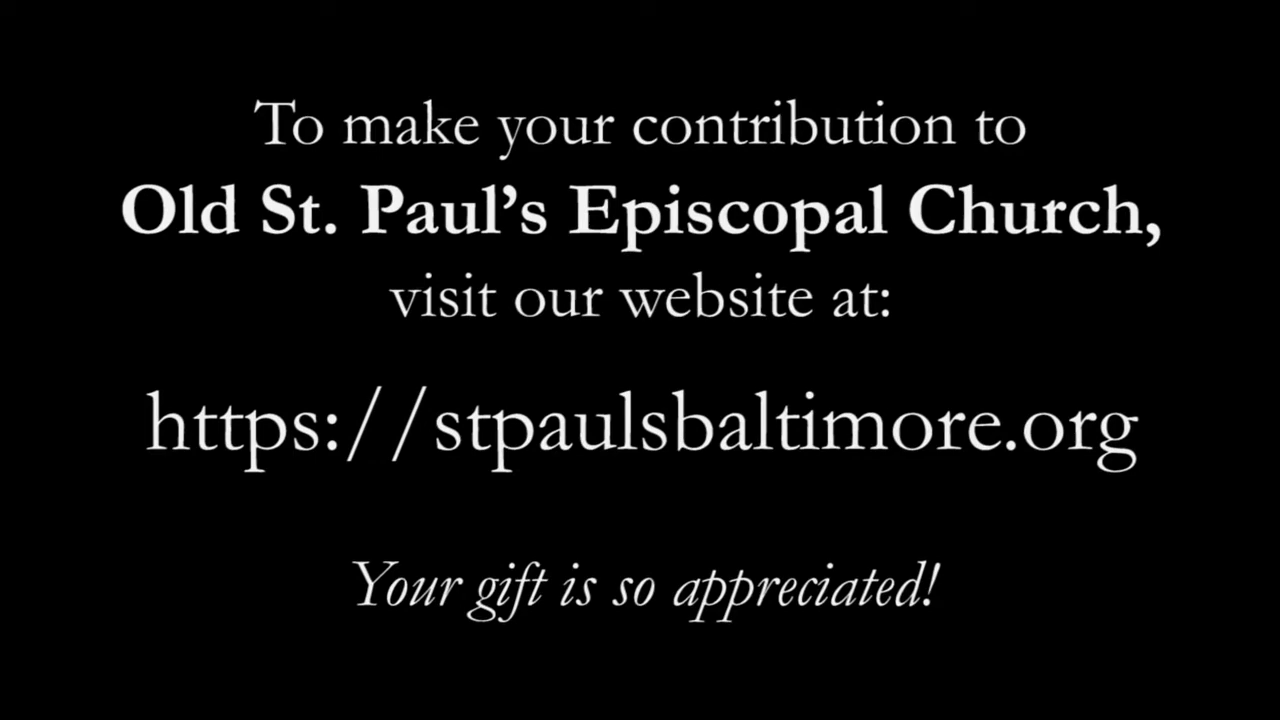 To make your contribution to
Old St. Paul’s Episcopal Church,
visit our website at:
https://stpaulsbaltimore.org
Your gift is so appreciated!